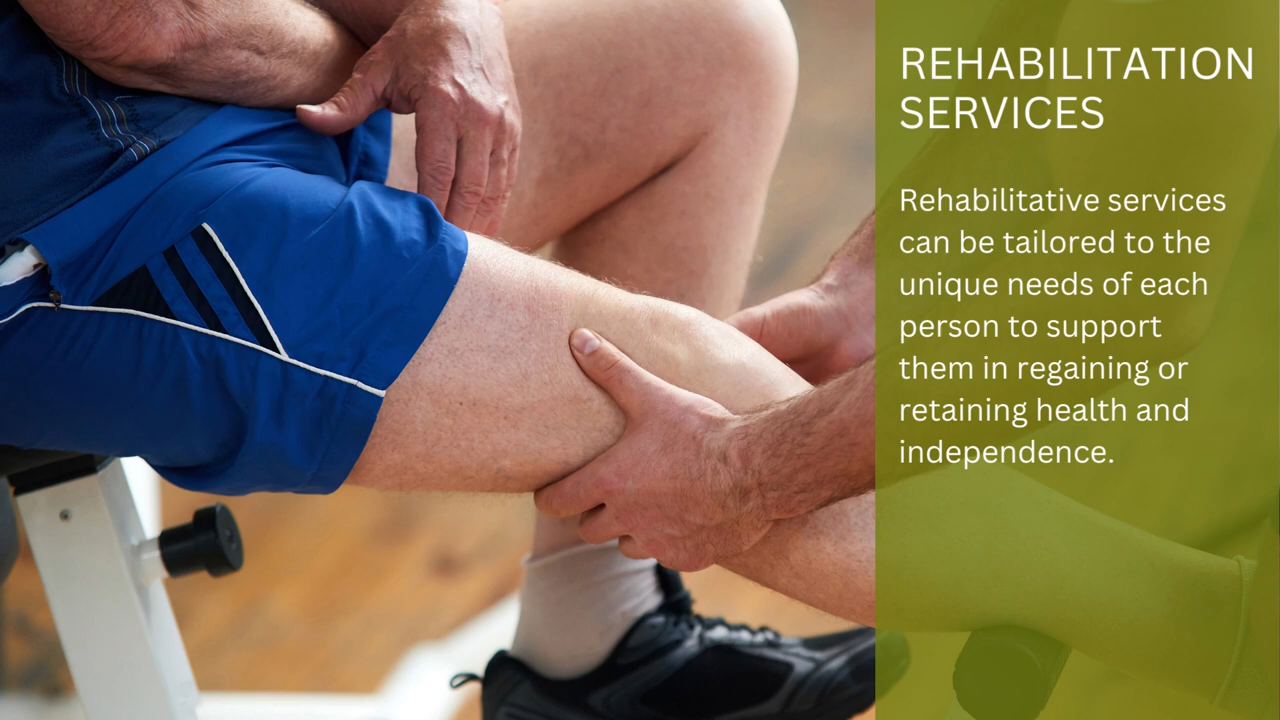 REHABILITATION
SERVICES
Rehabilitative services
can be tailored to the
unique needs of each
person to support
them in regaining or
retaining health and
independence.